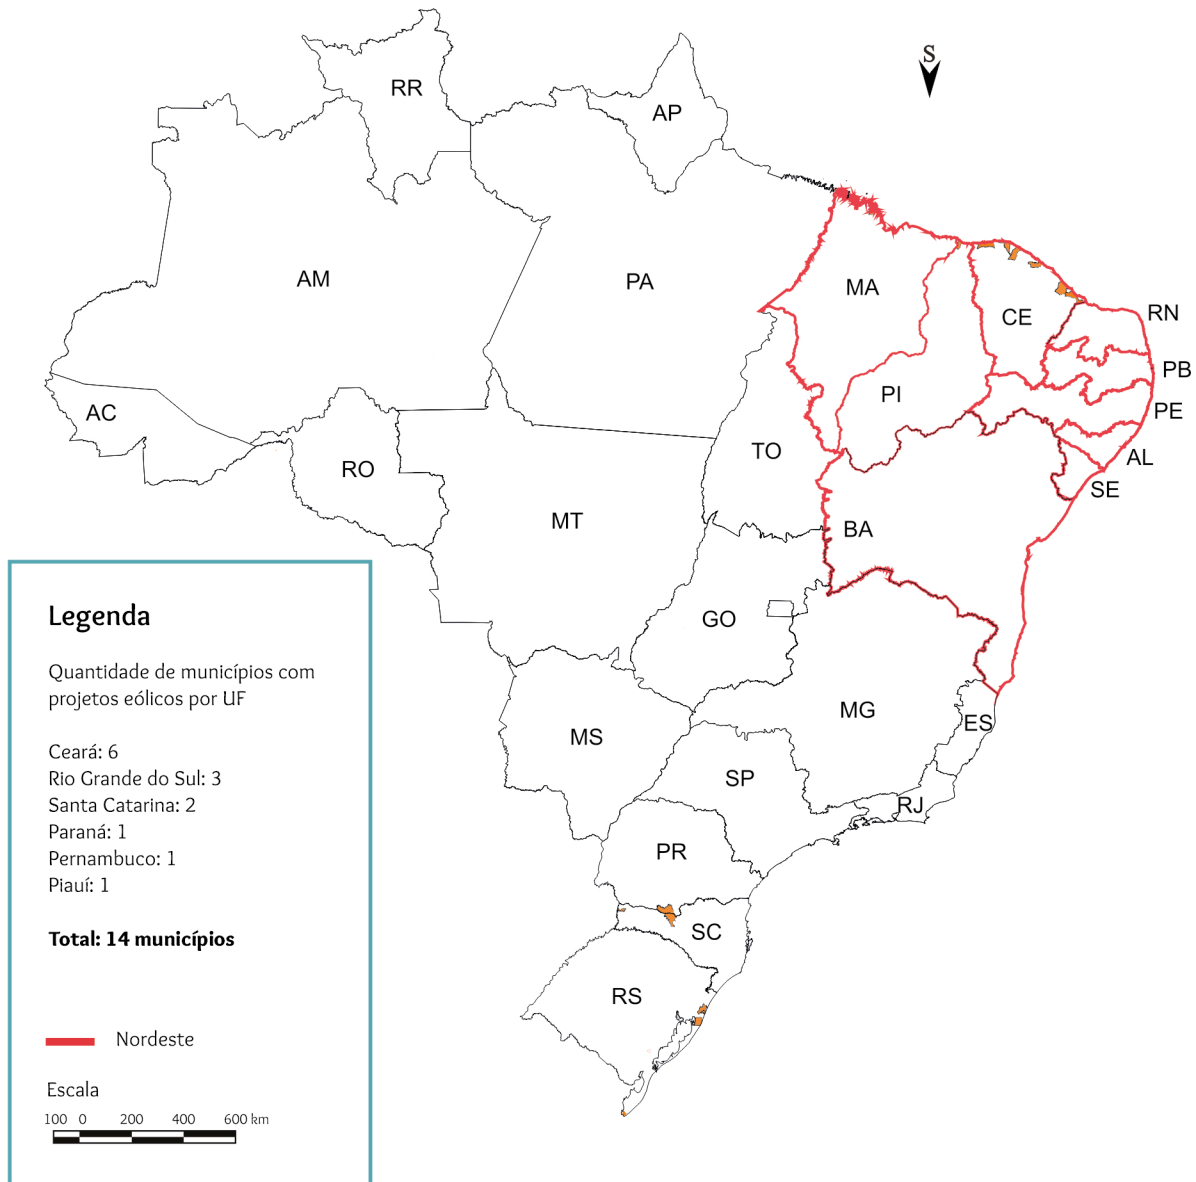 S
RR
AP
AM
PA
MA
CE
RN
PB
PI
PE
AC
AL
TO
RO
SE
MT
BA
GO
MG
ES
MS
SP
RJ
PR
SC
RS
Legenda
Quantidade de municípios com
projetos eólicos por UF
Ceará: 6
Rio Grande do Sul: 3
Santa Catarina: 2
Paraná: 1
Pernambuco: 1
Piauí: 1
Total: 14 municípios
Nordeste
Escala
100 0 200 400 600 km